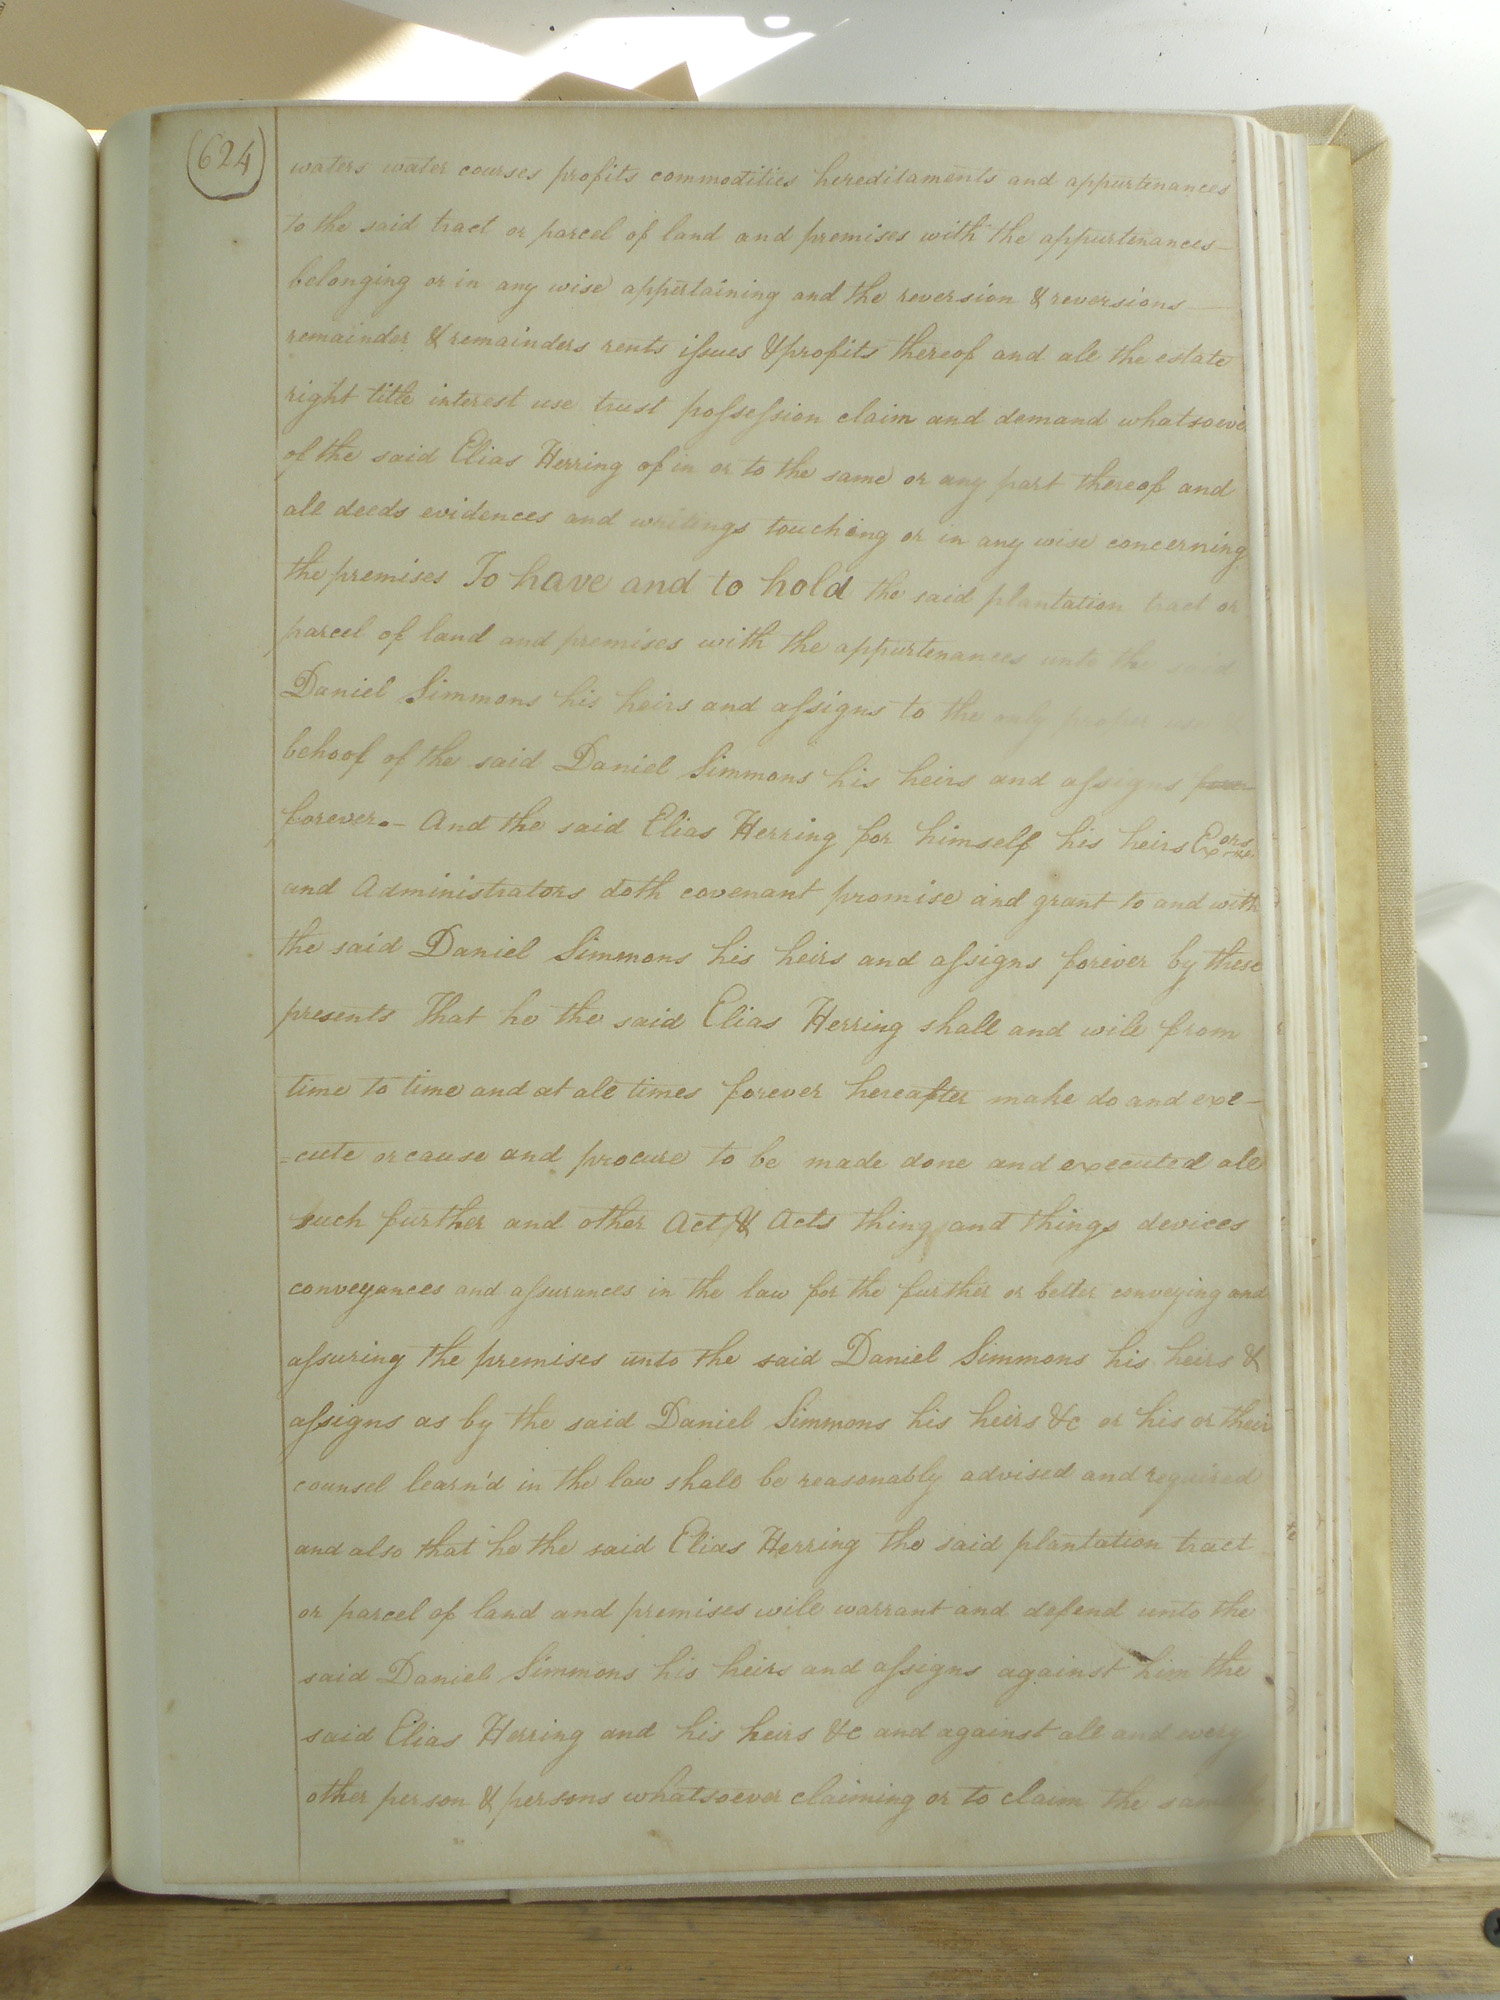 (624)
waters water courses profits commodities hereditaments and appurtenances
to the said tract or parcel of land and premises with the appurtenances
belonging or in any wise appertaining and the reversion & reversions
remainder & remainders rents issues & profits thereof and all the estate
right title interest use trust possession claim and demand whatsoeve
of the said Elias Herring of in or to the same or any part thereof and
all deeds evidences and writings touching or in any wise concerning
the premises To have and to hold the said plantation tract or
parcel of land and premises with the appurtenances unto the said
Daniel Simmons his heirs and assigns to the only proper use
behoof of the said Daniel Simmons his heirs and assigns
forever. – And the said Elias Herring for himself his heirs Exors
and Administrators doth covenant promise and grant to and with
the said Daniel Simmons his heirs and assigns forever by these
presents That he the said Elias Herring shall and will from
time to time and at all times forever hereafter make do and exe-
=cute or cause and procure to be made done and executed all
such further and other Act & Acts thing and things devices
conveyances and assurances in the law for the further or better conveying and
assuring the premises unto the said Daniel Simmons his heirs &
assigns as by the said Daniel Simmons his heirs &c or his or their
counsel learn'd in the law shall be reasonably advised and required
and also that he the said Elias Herring the said plantation tract
or parcel of land and premises will warrant and defend unto the
said Daniel Simmons his heirs and assigns against him the
said Elias Herring and his heirs &c and against all and every
other person & persons whatsoever claiming or to claim the same